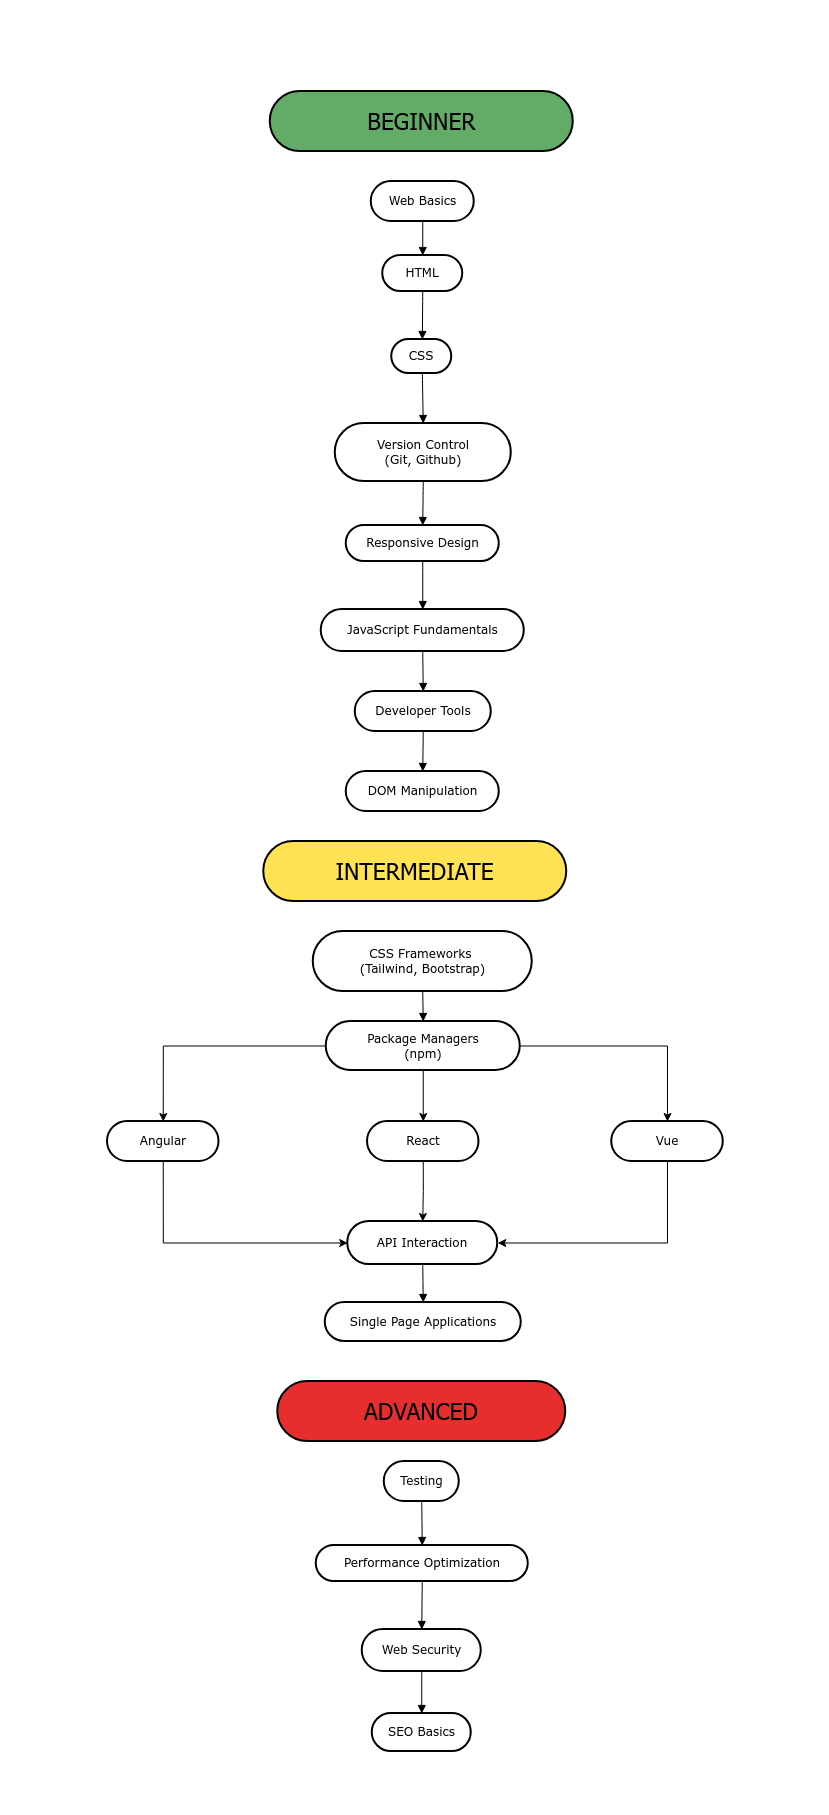 BEGINNER
Web Basics
HTML
CSS
Version Control
(Git, Github)
Responsive Design
JavaScript Fundamentals
Developer Tools
DOM Manipulation
INTERMEDIATE
CSS Frameworks
(Tailwind, Bootstrap)
Package Managers
(npm)
Angular
React
Vue
API Interaction
Single Page Applications
ADVANCED
Testing
Performance Optimization
Web Security
SEO Basics